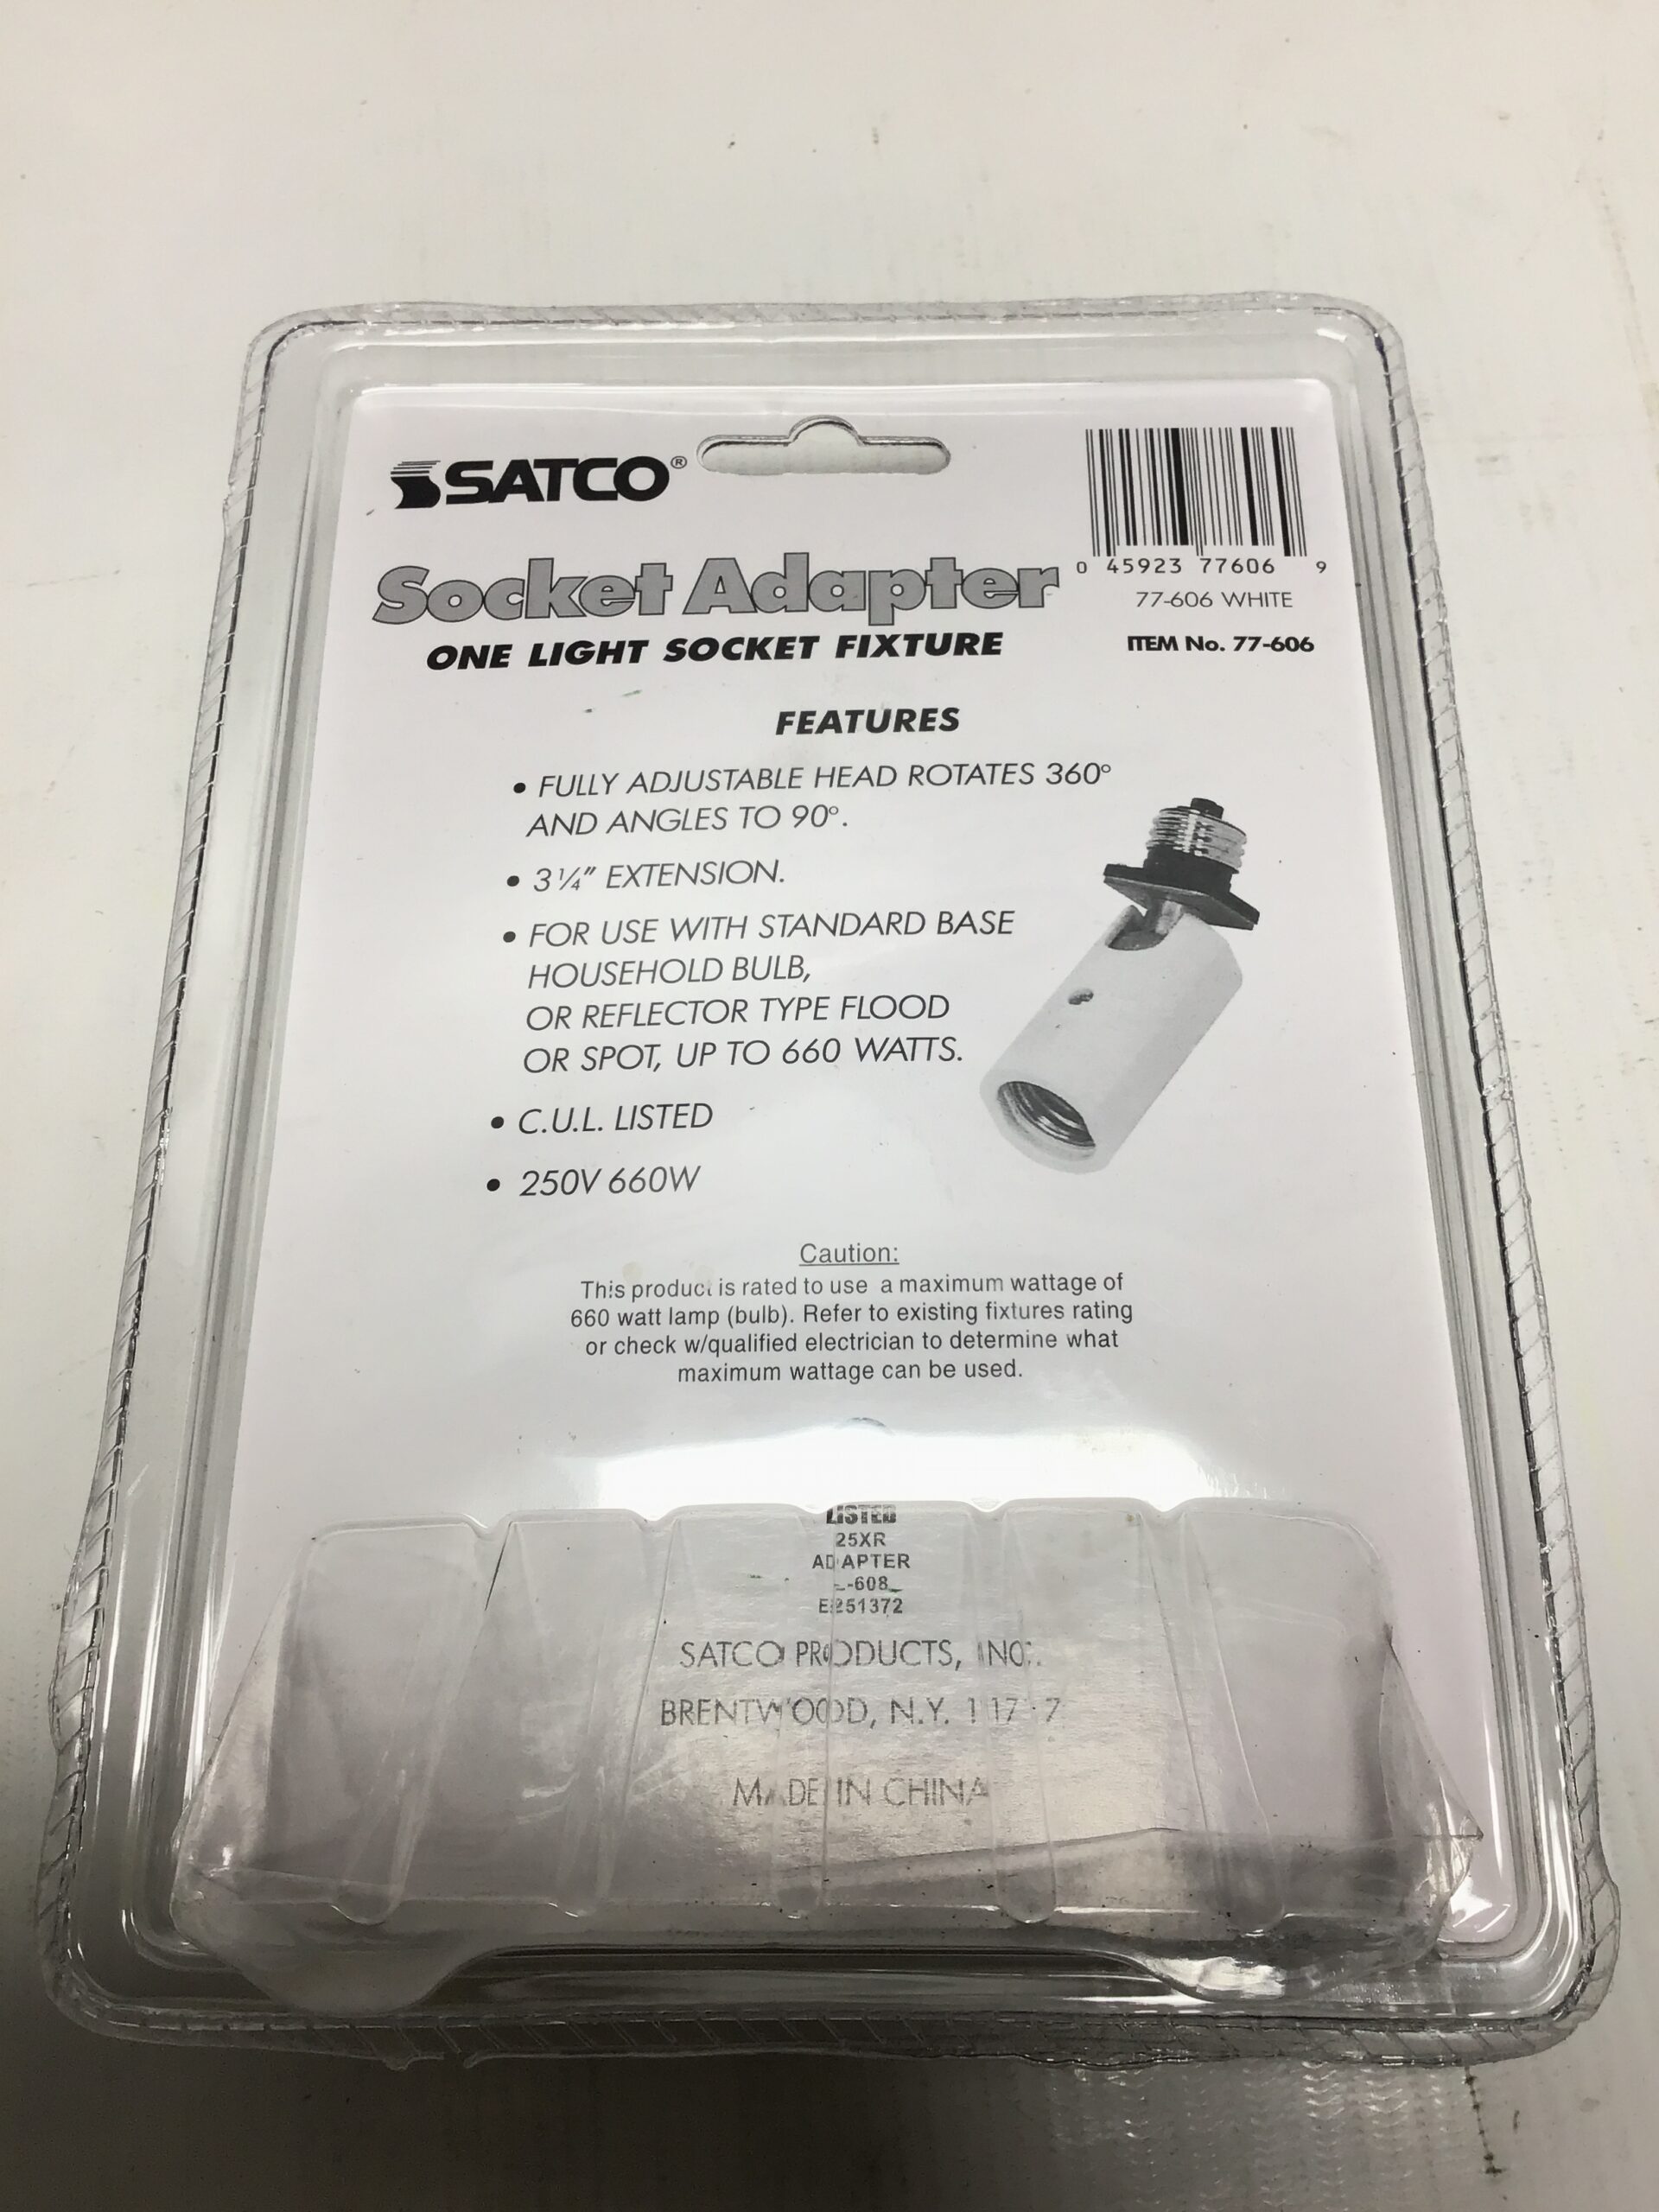 SATCO®
0 45923 77606 9
77-606 WHITE
ITEM No. 77-606
Socket Adapter
ONE LIGHT SOCKET FIXTURE
FEATURES
• FULLY ADJUSTABLE HEAD ROTATES 360°
AND ANGLES TO 90°.
• 3¼" EXTENSION.
• FOR USE WITH STANDARD BASE
HOUSEHOLD BULB,
OR REFLECTOR TYPE FLOOD
OR SPOT, UP TO 660 WATTS.
• C.U.L. LISTED
• 250V 660W
Caution:
This product is rated to use a maximum wattage of
660 watt lamp (bulb). Refer to existing fixtures rating
or check w/qualified electrician to determine what
maximum wattage can be used.
LISTED
25XR
ADAPTER
E251372
SATCO PRODUCTS, INC.
BRENTWOOD, N.Y.
MADE IN CHINA